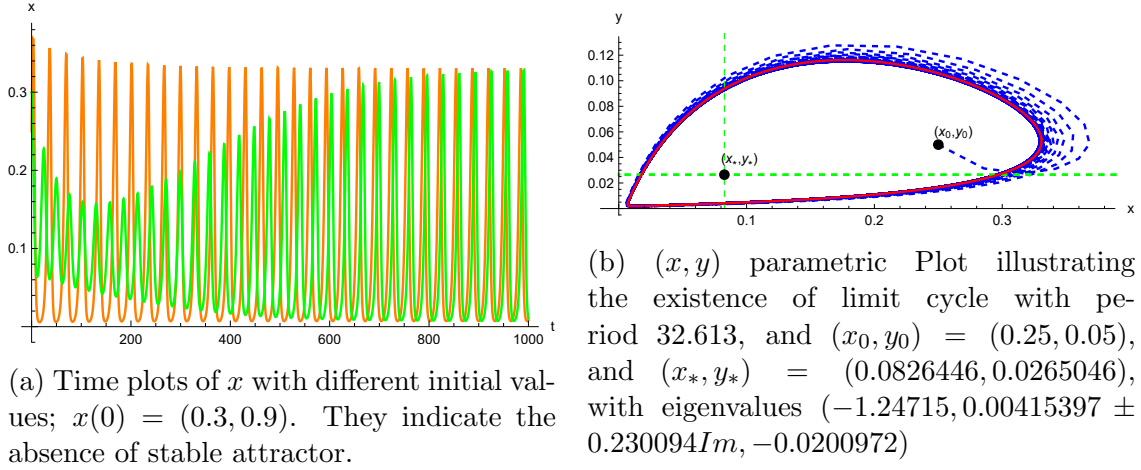 x
0.3
0.2
0.1
200
400
600
800
1000
t
(a) Time plots of x with different initial val-
ues; x(0) = (0.3, 0.9). They indicate the
absence of stable attractor.
y
0.12
0.10
0.08
0.06
0.04
0.02
(x₀,y₀)
(x*,y*)
0.1
0.2
0.3
x
(b) (x, y) parametric Plot illustrating
the existence of limit cycle with pe-
riod 32.613, and (x₀, y₀) = (0.25, 0.05),
and (x*, y*) = (0.0826446, 0.0265046),
with eigenvalues (−1.24715, 0.00415397 ±
0.230094Im, −0.0200972)